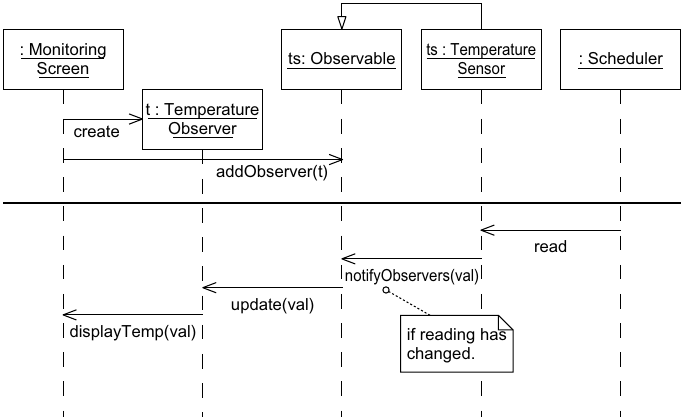 : Monitoring
Screen
ts: Observable
ts : Temperature
Sensor
: Scheduler
t : Temperature
Observer
create
addObserver(t)
read
notifyObservers(val)
update(val)
displayTemp(val)
if reading has
changed.